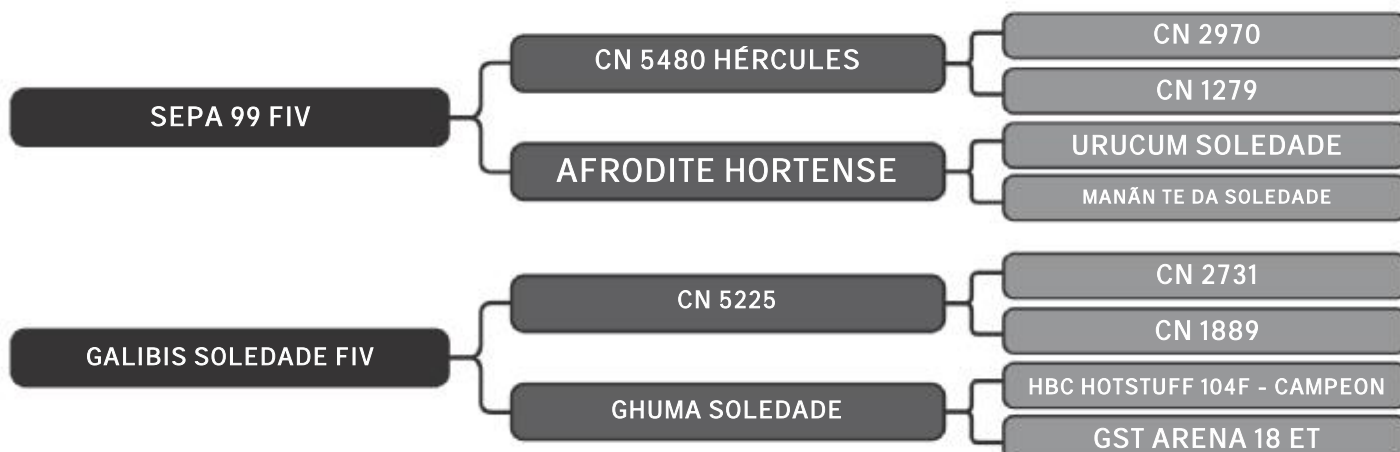 SEPA 99 FIV
CN 5480 HÉRCULES
AFRODITE HORTENSE
CN 2970
CN 1279
URUCUM SOLEDADE
MANÃN TE DA SOLEDADE
GALIBIS SOLEDADE FIV
CN 5225
GHUMA SOLEDADE
CN 2731
CN 1889
HBC HOTSTUFF 104F - CAMPEON
GST ARENA 18 ET